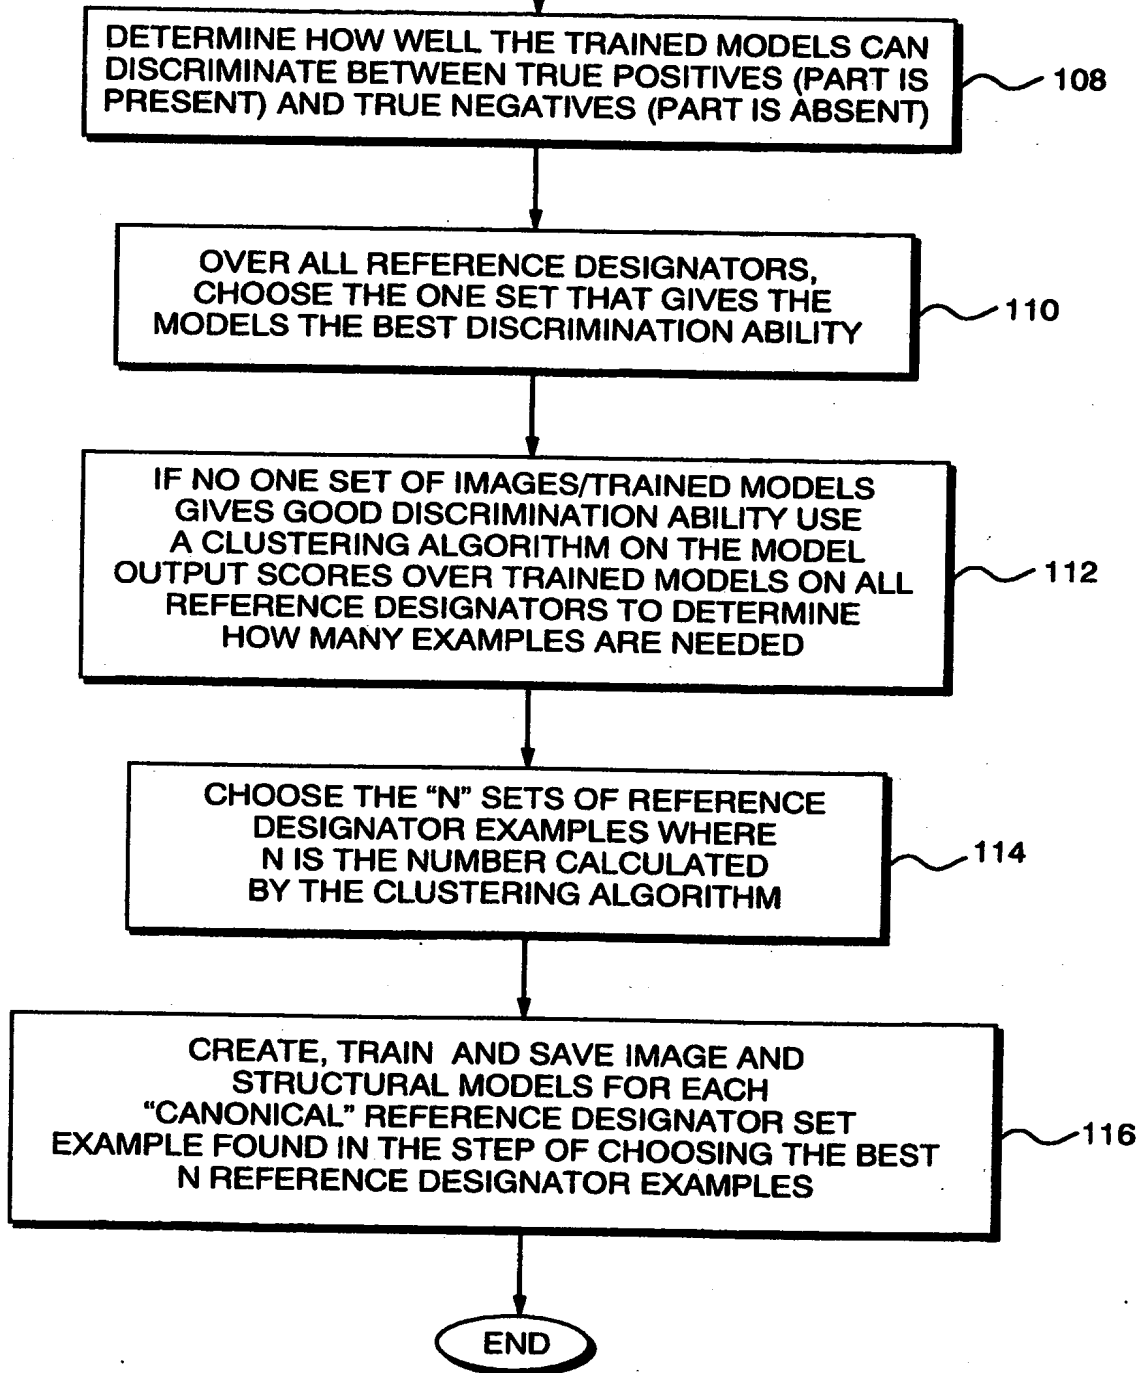 DETERMINE HOW WELL THE TRAINED MODELS CAN
DISCRIMINATE BETWEEN TRUE POSITIVES (PART IS
PRESENT) AND TRUE NEGATIVES (PART IS ABSENT)
108
OVER ALL REFERENCE DESIGNATORS,
CHOOSE THE ONE SET THAT GIVES THE
MODELS THE BEST DISCRIMINATION ABILITY
110
IF NO ONE SET OF IMAGES/TRAINED MODELS
GIVES GOOD DISCRIMINATION ABILITY USE
A CLUSTERING ALGORITHM ON THE MODEL
OUTPUT SCORES OVER TRAINED MODELS ON ALL
REFERENCE DESIGNATORS TO DETERMINE
HOW MANY EXAMPLES ARE NEEDED
112
CHOOSE THE “N” SETS OF REFERENCE
DESIGNATOR EXAMPLES WHERE
N IS THE NUMBER CALCULATED
BY THE CLUSTERING ALGORITHM
114
CREATE, TRAIN AND SAVE IMAGE AND
STRUCTURAL MODELS FOR EACH
“CANONICAL” REFERENCE DESIGNATOR SET
EXAMPLE FOUND IN THE STEP OF CHOOSING THE BEST
N REFERENCE DESIGNATOR EXAMPLES
116
END